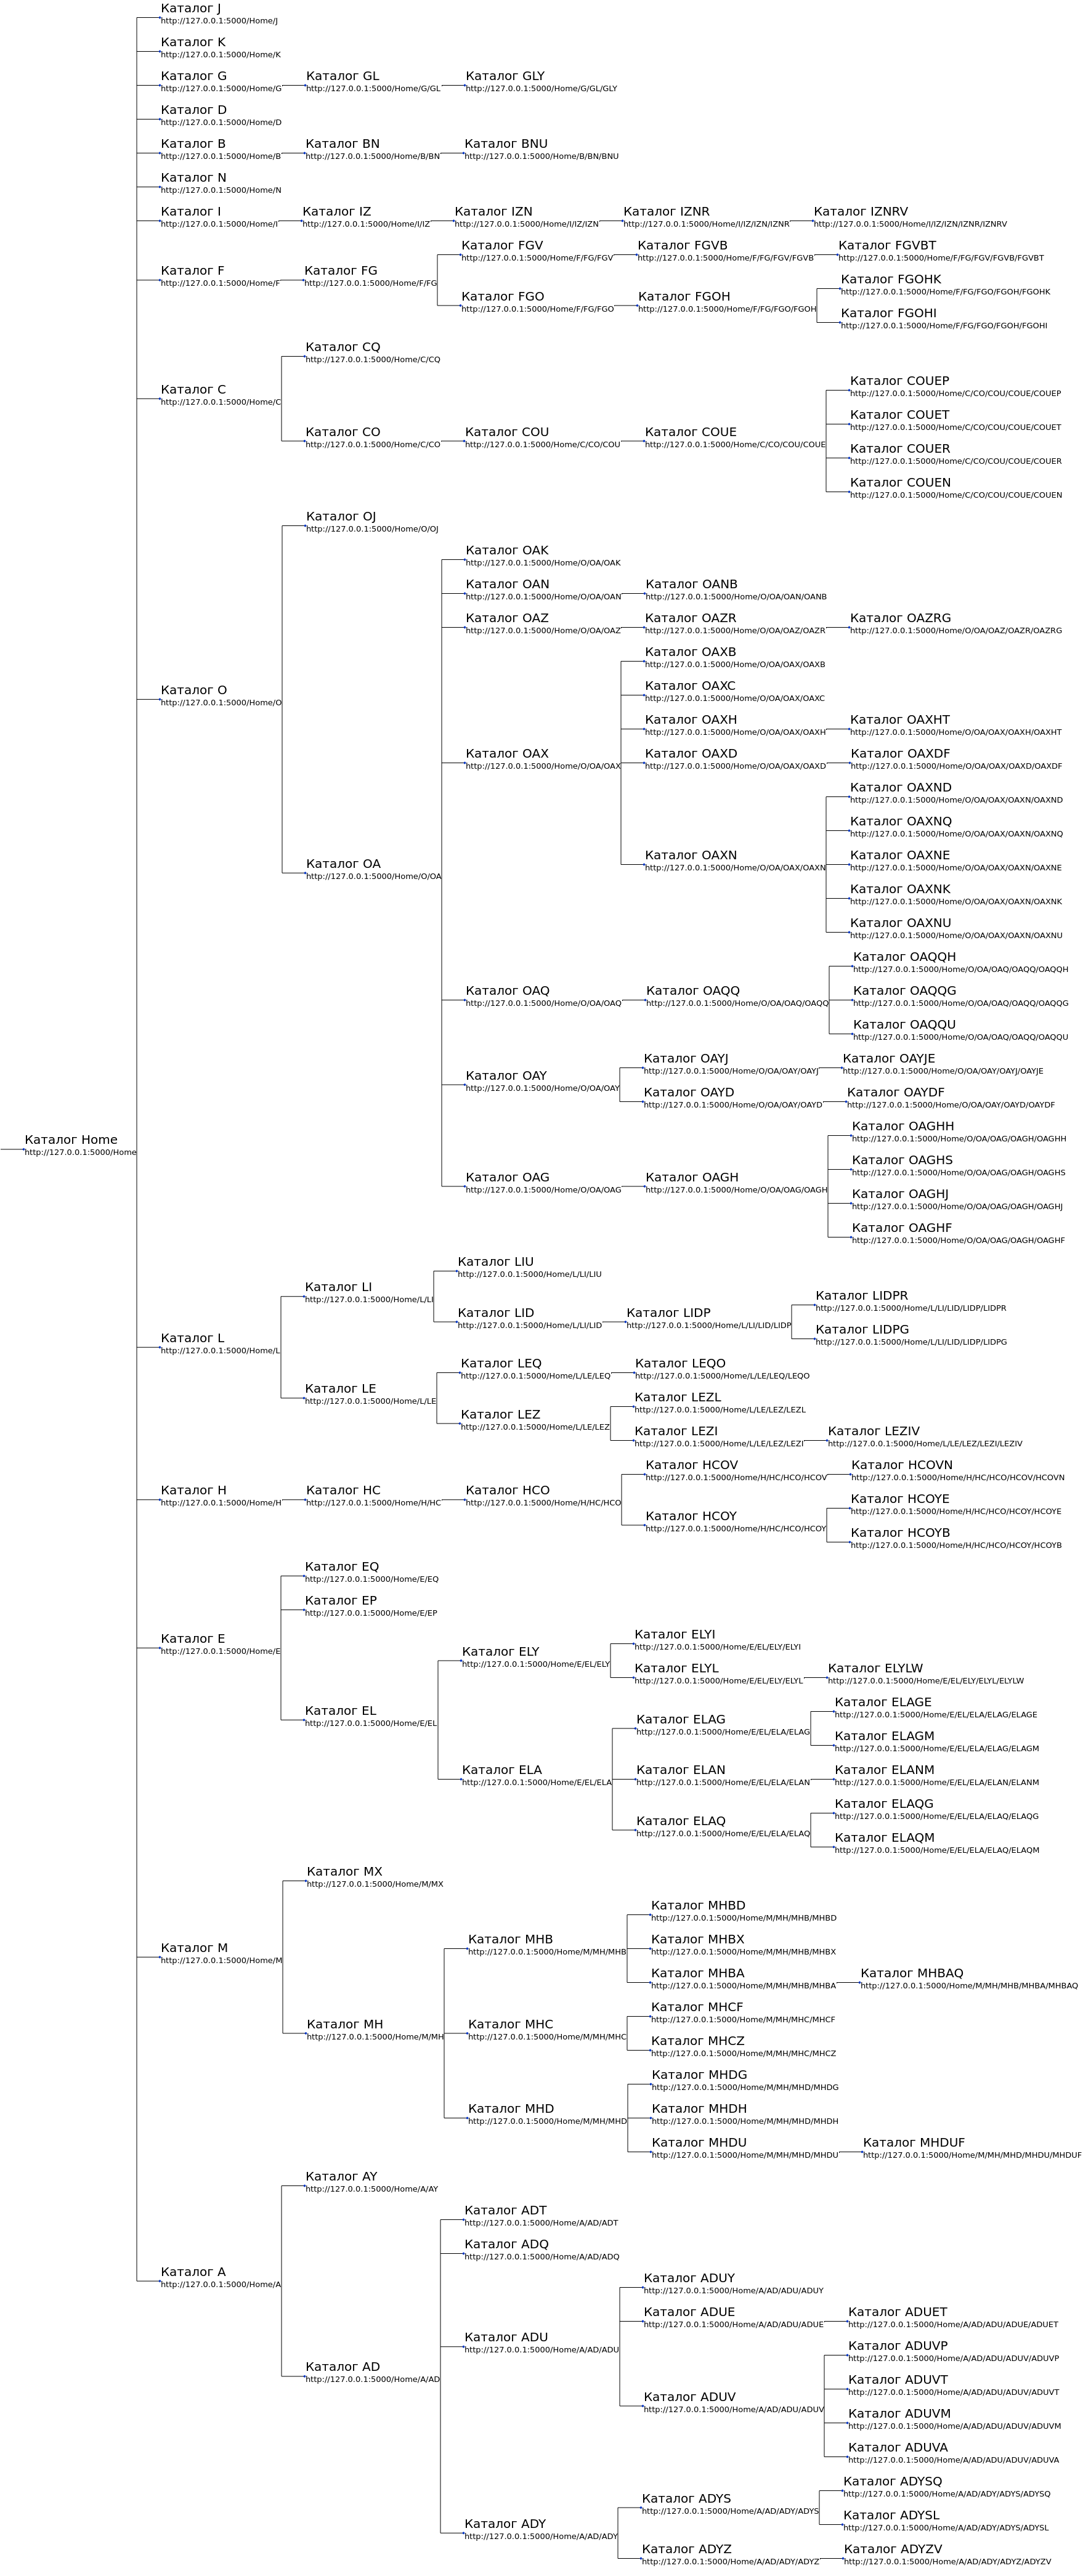 Каталог J
http://127.0.0.1:5000/Home/J
Каталог K
http://127.0.0.1:5000/Home/K
Каталог G
http://127.0.0.1:5000/Home/G
Каталог GL
http://127.0.0.1:5000/Home/G/GL
Каталог GLY
http://127.0.0.1:5000/Home/G/GL/GLY
Каталог D
http://127.0.0.1:5000/Home/D
Каталог B
http://127.0.0.1:5000/Home/B
Каталог BN
http://127.0.0.1:5000/Home/B/BN
Каталог BNU
http://127.0.0.1:5000/Home/B/BN/BNU
Каталог N
http://127.0.0.1:5000/Home/N
Каталог I
http://127.0.0.1:5000/Home/I
Каталог IZ
http://127.0.0.1:5000/Home/I/IZ
Каталог IZN
http://127.0.0.1:5000/Home/I/IZ/IZN
Каталог IZNR
http://127.0.0.1:5000/Home/I/IZ/IZN/IZNR
Каталог IZNRV
http://127.0.0.1:5000/Home/I/IZ/IZN/IZNR/IZNRV
Каталог F
http://127.0.0.1:5000/Home/F
Каталог FG
http://127.0.0.1:5000/Home/F/FG
Каталог FGV
http://127.0.0.1:5000/Home/F/FG/FGV
Каталог FGVB
http://127.0.0.1:5000/Home/F/FG/FGV/FGVB
Каталог FGVBT
http://127.0.0.1:5000/Home/F/FG/FGV/FGVB/FGVBT
Каталог FGO
http://127.0.0.1:5000/Home/F/FG/FGO
Каталог FGOH
http://127.0.0.1:5000/Home/F/FG/FGO/FGOH
Каталог FGOHK
http://127.0.0.1:5000/Home/F/FG/FGO/FGOH/FGOHK
Каталог FGOHI
http://127.0.0.1:5000/Home/F/FG/FGO/FGOH/FGOHI
Каталог C
http://127.0.0.1:5000/Home/C
Каталог CQ
http://127.0.0.1:5000/Home/C/CQ
Каталог CO
http://127.0.0.1:5000/Home/C/CO
Каталог COU
http://127.0.0.1:5000/Home/C/CO/COU
Каталог COUE
http://127.0.0.1:5000/Home/C/CO/COU/COUE
Каталог COUEP
http://127.0.0.1:5000/Home/C/CO/COU/COUE/COUEP
Каталог COUET
http://127.0.0.1:5000/Home/C/CO/COU/COUE/COUET
Каталог COUER
http://127.0.0.1:5000/Home/C/CO/COU/COUE/COUER
Каталог COUEN
http://127.0.0.1:5000/Home/C/CO/COU/COUE/COUEN
Каталог O
http://127.0.0.1:5000/Home/O
Каталог OJ
http://127.0.0.1:5000/Home/O/OJ
Каталог OA
http://127.0.0.1:5000/Home/O/OA
Каталог OAK
http://127.0.0.1:5000/Home/O/OA/OAK
Каталог OAN
http://127.0.0.1:5000/Home/O/OA/OAN
Каталог OANB
http://127.0.0.1:5000/Home/O/OA/OAN/OANB
Каталог OAZ
http://127.0.0.1:5000/Home/O/OA/OAZ
Каталог OAZR
http://127.0.0.1:5000/Home/O/OA/OAZ/OAZR
Каталог OAZRG
http://127.0.0.1:5000/Home/O/OA/OAZ/OAZR/OAZRG
Каталог OAX
http://127.0.0.1:5000/Home/O/OA/OAX
Каталог OAXB
http://127.0.0.1:5000/Home/O/OA/OAX/OAXB
Каталог OAXC
http://127.0.0.1:5000/Home/O/OA/OAX/OAXC
Каталог OAXH
http://127.0.0.1:5000/Home/O/OA/OAX/OAXH
Каталог OAXHT
http://127.0.0.1:5000/Home/O/OA/OAX/OAXH/OAXHT
Каталог OAXD
http://127.0.0.1:5000/Home/O/OA/OAX/OAXD
Каталог OAXDF
http://127.0.0.1:5000/Home/O/OA/OAX/OAXD/OAXDF
Каталог OAXN
http://127.0.0.1:5000/Home/O/OA/OAX/OAXN
Каталог OAXND
http://127.0.0.1:5000/Home/O/OA/OAX/OAXN/OAXND
Каталог OAXNQ
http://127.0.0.1:5000/Home/O/OA/OAX/OAXN/OAXNQ
Каталог OAXNE
http://127.0.0.1:5000/Home/O/OA/OAX/OAXN/OAXNE
Каталог OAXNK
http://127.0.0.1:5000/Home/O/OA/OAX/OAXN/OAXNK
Каталог OAXNU
http://127.0.0.1:5000/Home/O/OA/OAX/OAXN/OAXNU
Каталог OAQ
http://127.0.0.1:5000/Home/O/OA/OAQ
Каталог OAQQ
http://127.0.0.1:5000/Home/O/OA/OAQ/OAQQ
Каталог OAQQH
http://127.0.0.1:5000/Home/O/OA/OAQ/OAQQ/OAQQH
Каталог OAQQG
http://127.0.0.1:5000/Home/O/OA/OAQ/OAQQ/OAQQG
Каталог OAQQU
http://127.0.0.1:5000/Home/O/OA/OAQ/OAQQ/OAQQU
Каталог OAY
http://127.0.0.1:5000/Home/O/OA/OAY
Каталог OAYJ
http://127.0.0.1:5000/Home/O/OA/OAY/OAYJ
Каталог OAYJE
http://127.0.0.1:5000/Home/O/OA/OAY/OAYJ/OAYJE
Каталог OAYD
http://127.0.0.1:5000/Home/O/OA/OAY/OAYD
Каталог OAYDF
http://127.0.0.1:5000/Home/O/OA/OAY/OAYD/OAYDF
Каталог OAG
http://127.0.0.1:5000/Home/O/OA/OAG
Каталог OAGH
http://127.0.0.1:5000/Home/O/OA/OAG/OAGH
Каталог OAGHH
http://127.0.0.1:5000/Home/O/OA/OAG/OAGH/OAGHH
Каталог OAGHS
http://127.0.0.1:5000/Home/O/OA/OAG/OAGH/OAGHS
Каталог OAGHJ
http://127.0.0.1:5000/Home/O/OA/OAG/OAGH/OAGHJ
Каталог OAGHF
http://127.0.0.1:5000/Home/O/OA/OAG/OAGH/OAGHF
Каталог Home
http://127.0.0.1:5000/Home
Каталог L
http://127.0.0.1:5000/Home/L
Каталог LI
http://127.0.0.1:5000/Home/L/LI
Каталог LIU
http://127.0.0.1:5000/Home/L/LI/LIU
Каталог LID
http://127.0.0.1:5000/Home/L/LI/LID
Каталог LIDP
http://127.0.0.1:5000/Home/L/LI/LID/LIDP
Каталог LIDPR
http://127.0.0.1:5000/Home/L/LI/LID/LIDP/LIDPR
Каталог LIDPG
http://127.0.0.1:5000/Home/L/LI/LID/LIDP/LIDPG
Каталог LE
http://127.0.0.1:5000/Home/L/LE
Каталог LEQ
http://127.0.0.1:5000/Home/L/LE/LEQ
Каталог LEQO
http://127.0.0.1:5000/Home/L/LE/LEQ/LEQO
Каталог LEZ
http://127.0.0.1:5000/Home/L/LE/LEZ
Каталог LEZL
http://127.0.0.1:5000/Home/L/LE/LEZ/LEZL
Каталог LEZI
http://127.0.0.1:5000/Home/L/LE/LEZ/LEZI
Каталог LEZIV
http://127.0.0.1:5000/Home/L/LE/LEZ/LEZI/LEZIV
Каталог H
http://127.0.0.1:5000/Home/H
Каталог HC
http://127.0.0.1:5000/Home/H/HC
Каталог HCO
http://127.0.0.1:5000/Home/H/HC/HCO
Каталог HCOV
http://127.0.0.1:5000/Home/H/HC/HCO/HCOV
Каталог HCOVN
http://127.0.0.1:5000/Home/H/HC/HCO/HCOV/HCOVN
Каталог HCOY
http://127.0.0.1:5000/Home/H/HC/HCO/HCOY
Каталог HCOYE
http://127.0.0.1:5000/Home/H/HC/HCO/HCOY/HCOYE
Каталог HCOYB
http://127.0.0.1:5000/Home/H/HC/HCO/HCOY/HCOYB
Каталог E
http://127.0.0.1:5000/Home/E
Каталог EQ
http://127.0.0.1:5000/Home/E/EQ
Каталог EP
http://127.0.0.1:5000/Home/E/EP
Каталог EL
http://127.0.0.1:5000/Home/E/EL
Каталог ELY
http://127.0.0.1:5000/Home/E/EL/ELY
Каталог ELYI
http://127.0.0.1:5000/Home/E/EL/ELY/ELYI
Каталог ELYL
http://127.0.0.1:5000/Home/E/EL/ELY/ELYL
Каталог ELYLW
http://127.0.0.1:5000/Home/E/EL/ELY/ELYL/ELYLW
Каталог ELA
http://127.0.0.1:5000/Home/E/EL/ELA
Каталог ELAG
http://127.0.0.1:5000/Home/E/EL/ELA/ELAG
Каталог ELAGE
http://127.0.0.1:5000/Home/E/EL/ELA/ELAG/ELAGE
Каталог ELAGM
http://127.0.0.1:5000/Home/E/EL/ELA/ELAG/ELAGM
Каталог ELAN
http://127.0.0.1:5000/Home/E/EL/ELA/ELAN
Каталог ELANM
http://127.0.0.1:5000/Home/E/EL/ELA/ELAN/ELANM
Каталог ELAQ
http://127.0.0.1:5000/Home/E/EL/ELA/ELAQ
Каталог ELAQG
http://127.0.0.1:5000/Home/E/EL/ELA/ELAQ/ELAQG
Каталог ELAQM
http://127.0.0.1:5000/Home/E/EL/ELA/ELAQ/ELAQM
Каталог M
http://127.0.0.1:5000/Home/M
Каталог MX
http://127.0.0.1:5000/Home/M/MX
Каталог MH
http://127.0.0.1:5000/Home/M/MH
Каталог MHB
http://127.0.0.1:5000/Home/M/MH/MHB
Каталог MHBD
http://127.0.0.1:5000/Home/M/MH/MHB/MHBD
Каталог MHBX
http://127.0.0.1:5000/Home/M/MH/MHB/MHBX
Каталог MHBA
http://127.0.0.1:5000/Home/M/MH/MHB/MHBA
Каталог MHBAQ
http://127.0.0.1:5000/Home/M/MH/MHB/MHBA/MHBAQ
Каталог MHC
http://127.0.0.1:5000/Home/M/MH/MHC
Каталог MHCF
http://127.0.0.1:5000/Home/M/MH/MHC/MHCF
Каталог MHCZ
http://127.0.0.1:5000/Home/M/MH/MHC/MHCZ
Каталог MHD
http://127.0.0.1:5000/Home/M/MH/MHD
Каталог MHDG
http://127.0.0.1:5000/Home/M/MH/MHD/MHDG
Каталог MHDH
http://127.0.0.1:5000/Home/M/MH/MHD/MHDH
Каталог MHDU
http://127.0.0.1:5000/Home/M/MH/MHD/MHDU
Каталог MHDUF
http://127.0.0.1:5000/Home/M/MH/MHD/MHDU/MHDUF
Каталог A
http://127.0.0.1:5000/Home/A
Каталог AY
http://127.0.0.1:5000/Home/A/AY
Каталог AD
http://127.0.0.1:5000/Home/A/AD
Каталог ADT
http://127.0.0.1:5000/Home/A/AD/ADT
Каталог ADQ
http://127.0.0.1:5000/Home/A/AD/ADQ
Каталог ADU
http://127.0.0.1:5000/Home/A/AD/ADU
Каталог ADUY
http://127.0.0.1:5000/Home/A/AD/ADU/ADUY
Каталог ADUE
http://127.0.0.1:5000/Home/A/AD/ADU/ADUE
Каталог ADUET
http://127.0.0.1:5000/Home/A/AD/ADU/ADUE/ADUET
Каталог ADUV
http://127.0.0.1:5000/Home/A/AD/ADU/ADUV
Каталог ADUVP
http://127.0.0.1:5000/Home/A/AD/ADU/ADUV/ADUVP
Каталог ADUVT
http://127.0.0.1:5000/Home/A/AD/ADU/ADUV/ADUVT
Каталог ADUVM
http://127.0.0.1:5000/Home/A/AD/ADU/ADUV/ADUVM
Каталог ADUVA
http://127.0.0.1:5000/Home/A/AD/ADU/ADUV/ADUVA
Каталог ADY
http://127.0.0.1:5000/Home/A/AD/ADY
Каталог ADYS
http://127.0.0.1:5000/Home/A/AD/ADY/ADYS
Каталог ADYSQ
http://127.0.0.1:5000/Home/A/AD/ADY/ADYS/ADYSQ
Каталог ADYSL
http://127.0.0.1:5000/Home/A/AD/ADY/ADYS/ADYSL
Каталог ADYZ
http://127.0.0.1:5000/Home/A/AD/ADY/ADYZ
Каталог ADYZV
http://127.0.0.1:5000/Home/A/AD/ADY/ADYZ/ADYZV